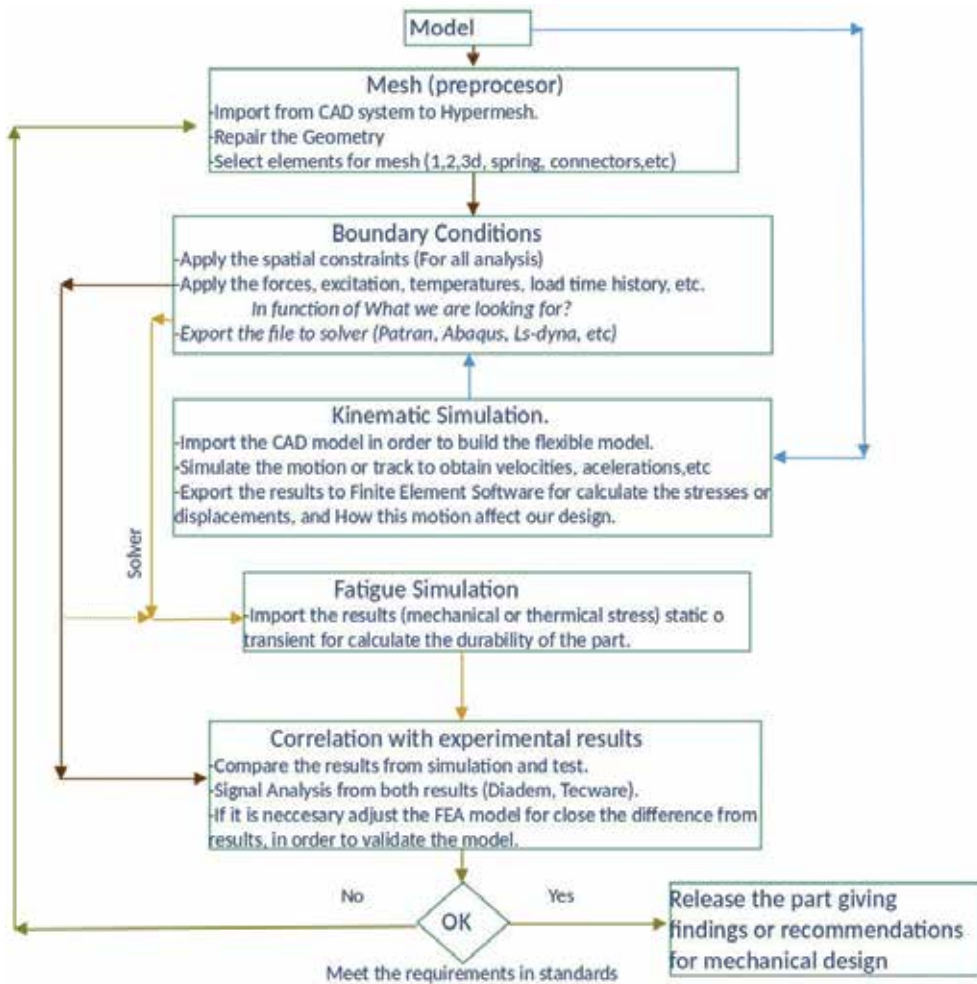 Model
Mesh (preprocesor)
-Import from CAD system to Hypermesh.
-Repair the Geometry
-Select elements for mesh (1,2,3d, spring, connectors,etc)
Boundary Conditions
-Apply the spatial constraints (For all analysis)
-Apply the forces, excitation, temperatures, load time history, etc.
In function of What we are looking for?
-Export the file to solver (Patran, Abaqus, Ls-dyna, etc)
Kinematic Simulation.
-Import the CAD model in order to build the flexible model.
-Simulate the motion or track to obtain velocities, acelerations,etc
-Export the results to Finite Element Software for calculate the stresses or
displacements, and How this motion affect our design.
Solver
Fatigue Simulation
-Import the results (mechanical or thermical stress) static o
transient for calculate the durability of the part.
Correlation with experimental results
-Compare the results from simulation and test.
-Signal Analysis from both results (Diadem, Tecware).
-If it is neccesary adjust the FEA model for close the difference from
results, in order to validate the model.
No
OK
Yes
Meet the requirements in standards
Release the part giving
findings or recommendations
for mechanical design